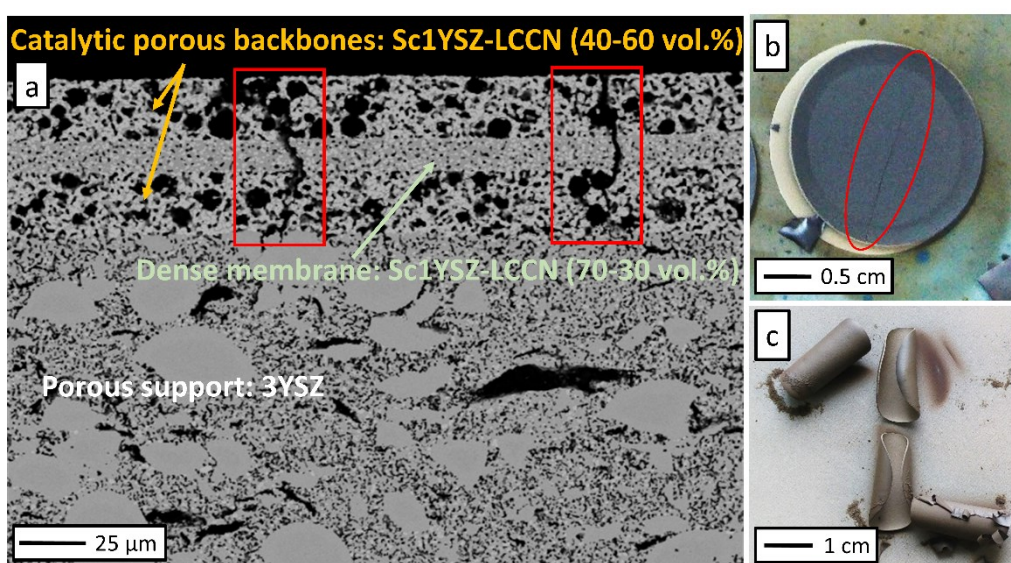 Catalytic porous backbones: Sc1YSZ-LCCN (40-60 vol.%)
a
Dense membrane: Sc1YSZ-LCCN (70-30 vol.%)
Porous support: 3YSZ
25 µm
b
0.5 cm
c
1 cm